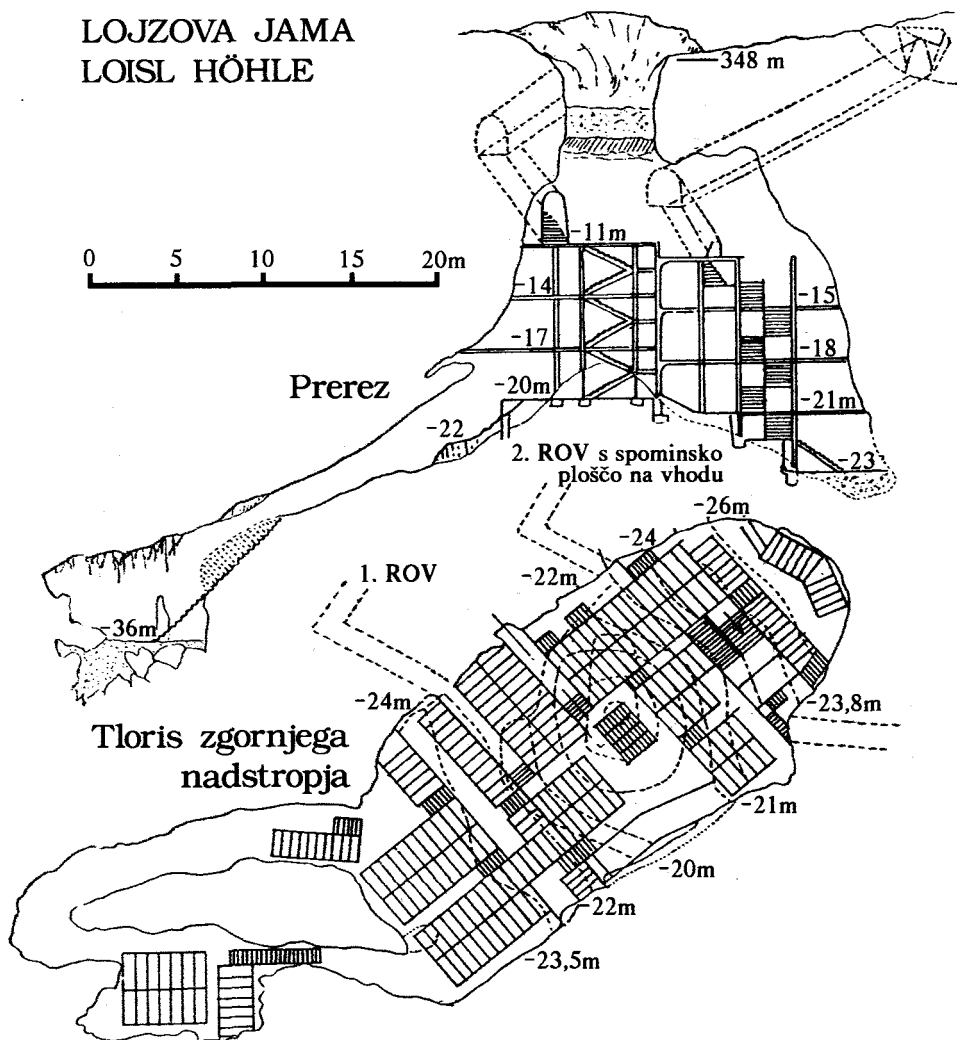 LOJZOVA JAMA
LOISL HÖHLE
348 m
0 5 10 15 20m
-11m
-14
-15
-17
-18
Prerez
-20m
-21m
-22
-23
2. ROV s spominsko
ploščo na vhodu
-26m
-24
-22m
1. ROV
-36m
-24m
-23,8m
Tloris zgornjega
nadstropja
-21m
-20m
-22m
-23,5m